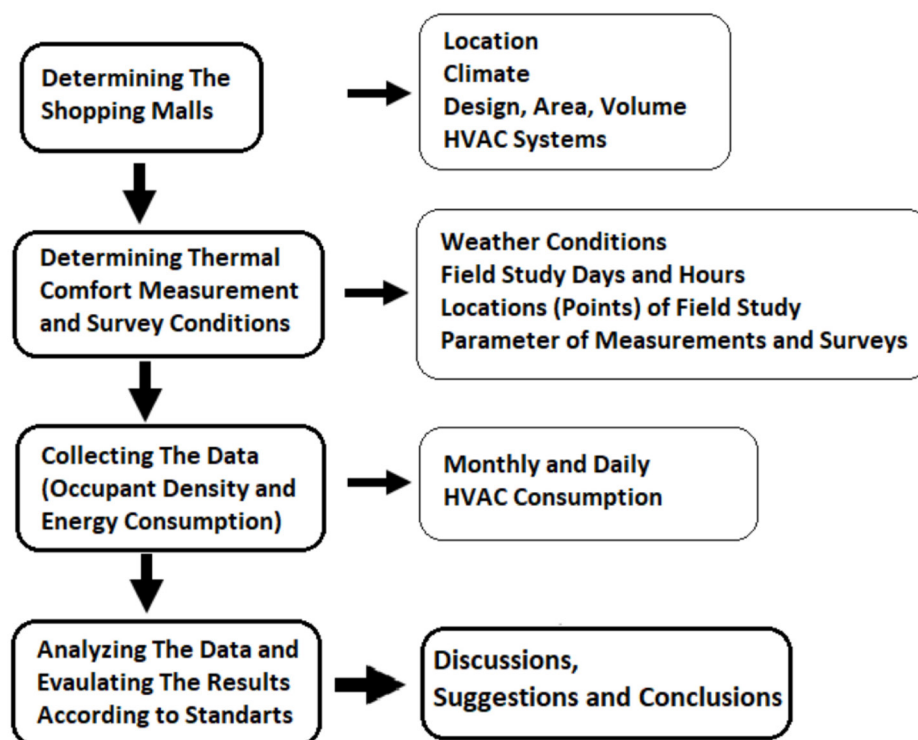 Determining The
Shopping Malls
Location
Climate
Design, Area, Volume
HVAC Systems
Determining Thermal
Comfort Measurement
and Survey Conditions
Weather Conditions
Field Study Days and Hours
Locations (Points) of Field Study
Parameter of Measurements and Surveys
Collecting The Data
(Occupant Density and
Energy Consumption)
Monthly and Daily
HVAC Consumption
Analyzing The Data and
Evaulating The Results
According to Standarts
Discussions,
Suggestions and Conclusions